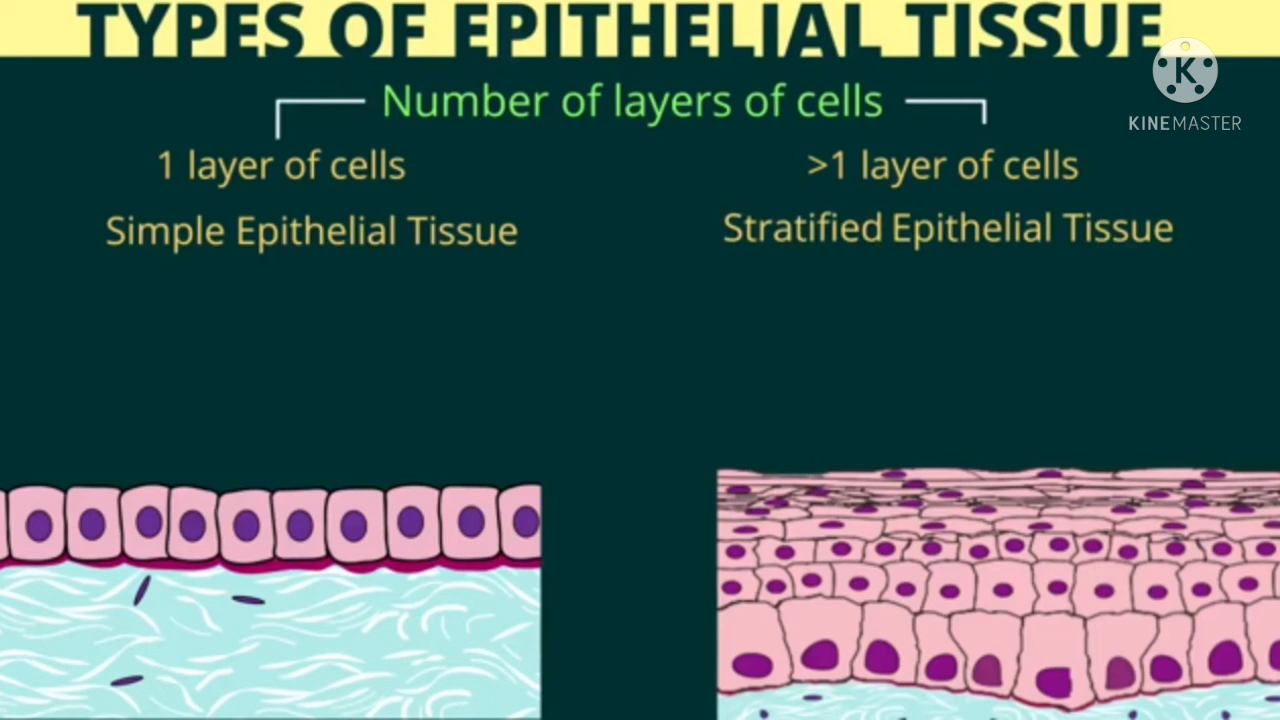 TYPES OF EPITHELIAL TISSUE
Number of layers of cells
1 layer of cells
Simple Epithelial Tissue
>1 layer of cells
Stratified Epithelial Tissue
K
KINEMASTER